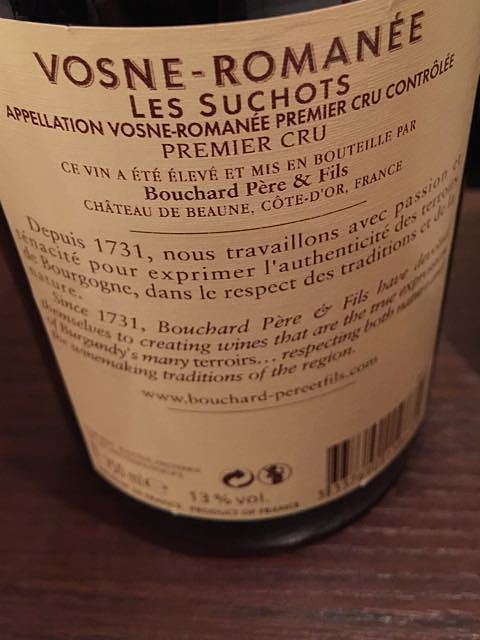 VOSNE-ROMANÉE
LES SUCHOTS
APPELLATION VOSNE-ROMANÉE PREMIER CRU CONTRÔLÉE
PREMIER CRU
CE VIN A ÉTÉ ÉLEVÉ ET MIS EN BOUTEILLE PAR
Bouchard Père & Fils
CHÂTEAU DE BEAUNE, CÔTE-D'OR, FRANCE
Depuis 1731, nous travaillons avec passion et
ténacité pour exprimer l'authenticité des terroirs
de Bourgogne, dans le respect des traditions et de la
nature.
Since 1731, Bouchard Père & Fils have devoted
themselves to creating wines that are the true expression
of Burgundy's many terroirs... respecting both nature and
the winemaking traditions of the region.
www.bouchard-pereetfils.com
750 ml
13 % vol.
PRODUCT OF FRANCE